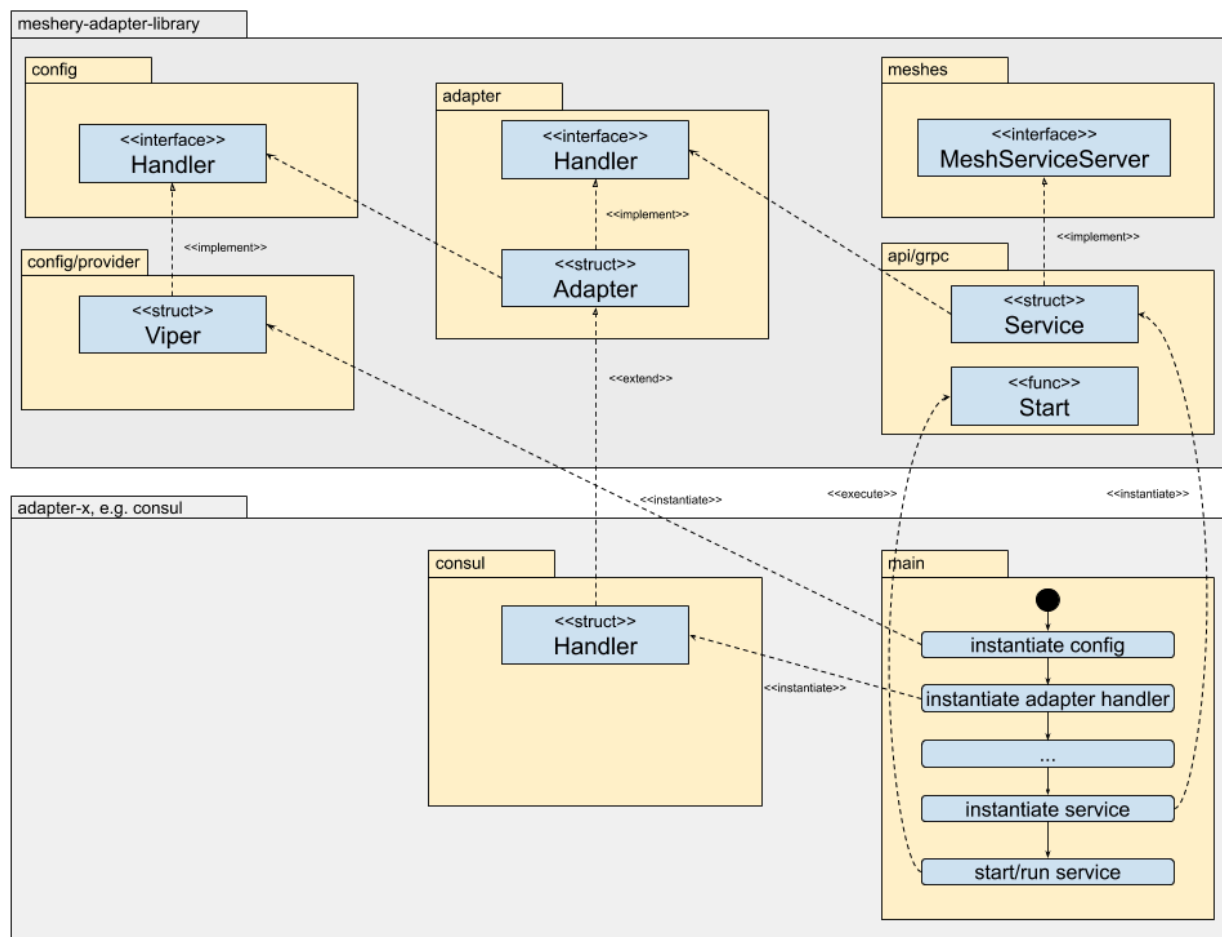 meshery-adapter-library
config
<<interface>>
Handler
<<implement>>
config/provider
<<struct>>
Viper
adapter
<<interface>>
Handler
<<implement>>
<<struct>>
Adapter
<<extend>>
meshes
<<interface>>
MeshServiceServer
<<implement>>
api/grpc
<<struct>>
Service
<<func>>
Start
<<instantiate>>
<<execute>>
<<instantiate>>
adapter-x, e.g. consul
consul
<<struct>>
Handler
<<instantiate>>
main
instantiate config
instantiate adapter handler
...
instantiate service
start/run service